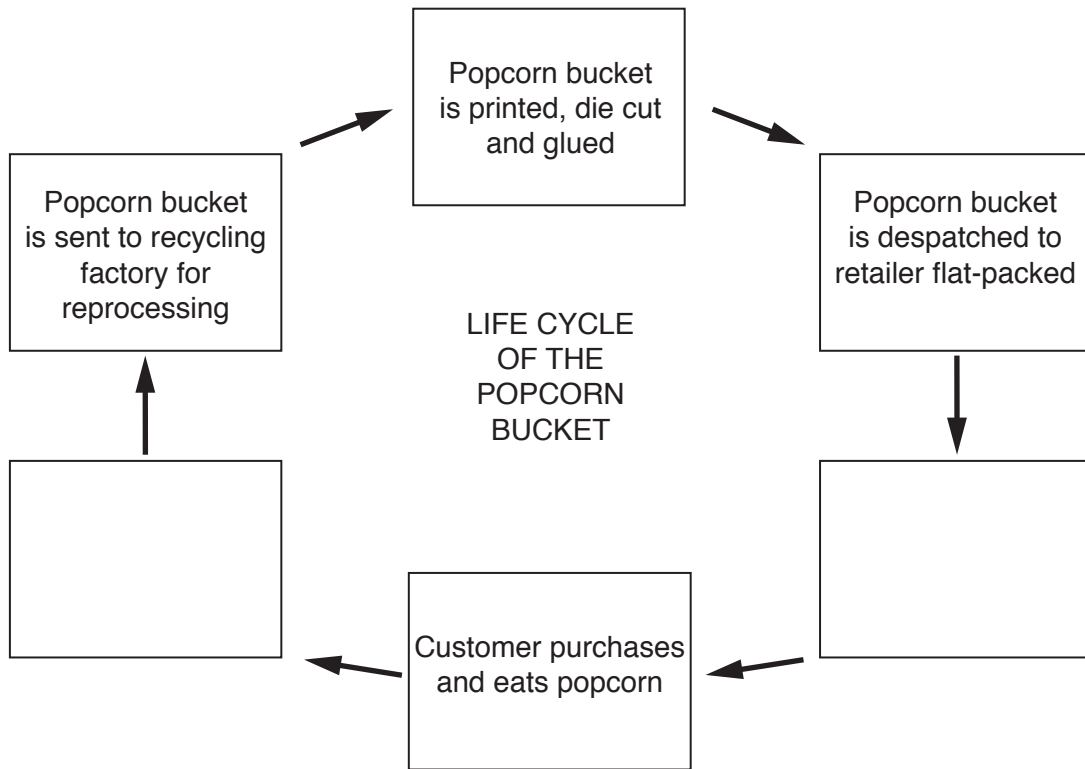 Popcorn bucket
is printed, die cut
and glued
Popcorn bucket
is sent to recycling
factory for
reprocessing
Popcorn bucket
is despatched to
retailer flat-packed
LIFE CYCLE
OF THE
POPCORN
BUCKET
Customer purchases
and eats popcorn